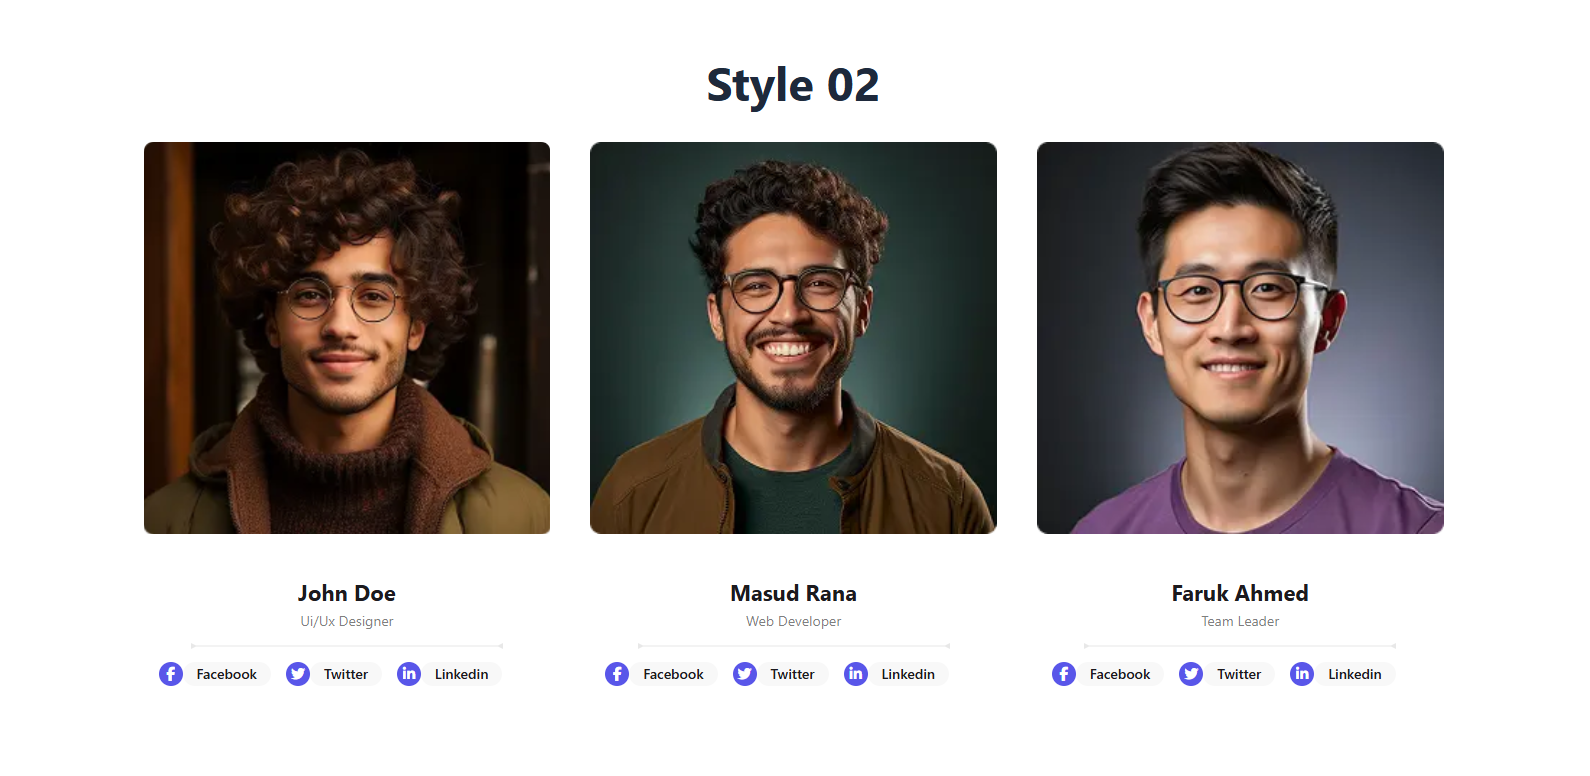 Style 02
John Doe
Ui/Ux Designer
Facebook Twitter Linkedin
Masud Rana
Web Developer
Facebook Twitter Linkedin
Faruk Ahmed
Team Leader
Facebook Twitter Linkedin